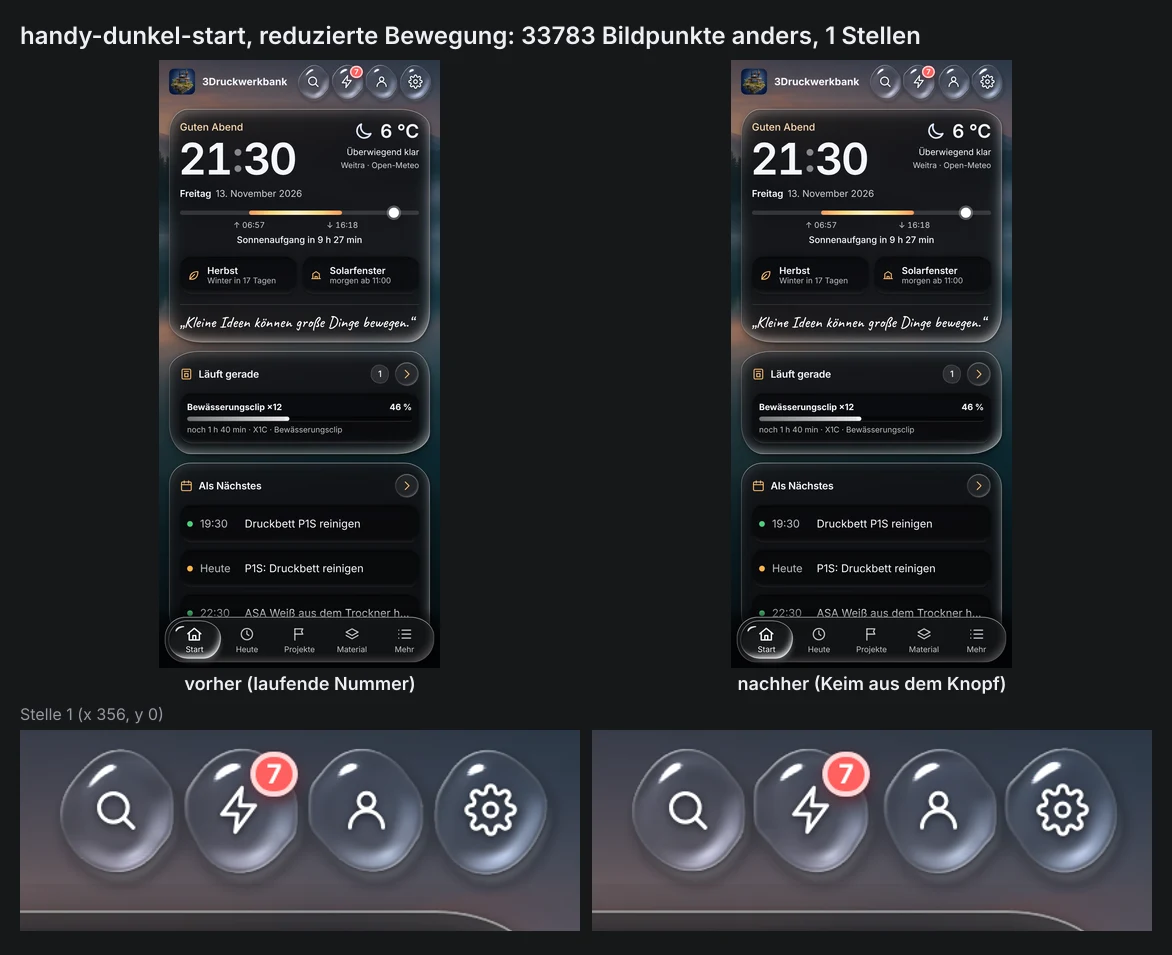 handy-dunkel-start, reduzierte Bewegung: 33783 Bildpunkte anders, 1 Stellen
3Druckwerkbank
7
Guten Abend
6 °C
21:30
Überwiegend klar
Weitra · Open-Meteo
Freitag 13. November 2026
↑ 06:57
↓ 16:18
Sonnenaufgang in 9 h 27 min
Herbst
Winter in 17 Tagen
Solarfenster
morgen ab 11:00
„Kleine Ideen können große Dinge bewegen.“
Läuft gerade
1
Bewässerungsclip ×12
46 %
noch 1 h 40 min · X1C · Bewässerungsclip
Als Nächstes
19:30 Druckbett P1S reinigen
Heute P1S: Druckbett reinigen
22:30 ASA Weiß aus dem Trockner h...
Start Heute Projekte Material Mehr
vorher (laufende Nummer)
3Druckwerkbank
7
Guten Abend
6 °C
21:30
Überwiegend klar
Weitra · Open-Meteo
Freitag 13. November 2026
↑ 06:57
↓ 16:18
Sonnenaufgang in 9 h 27 min
Herbst
Winter in 17 Tagen
Solarfenster
morgen ab 11:00
„Kleine Ideen können große Dinge bewegen.“
Läuft gerade
1
Bewässerungsclip ×12
46 %
noch 1 h 40 min · X1C · Bewässerungsclip
Als Nächstes
19:30 Druckbett P1S reinigen
Heute P1S: Druckbett reinigen
22:30 ASA Weiß aus dem Trockner h...
Start Heute Projekte Material Mehr
nachher (Keim aus dem Knopf)
Stelle 1 (x 356, y 0)
7
7